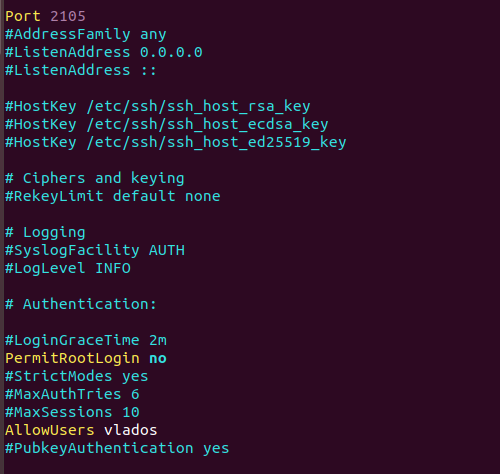 Port 2105
#AddressFamily any
#ListenAddress 0.0.0.0
#ListenAddress ::
#HostKey /etc/ssh/ssh_host_rsa_key
#HostKey /etc/ssh/ssh_host_ecdsa_key
#HostKey /etc/ssh/ssh_host_ed25519_key
# Ciphers and keying
#RekeyLimit default none
# Logging
#SyslogFacility AUTH
#LogLevel INFO
# Authentication:
#LoginGraceTime 2m
PermitRootLogin no
#StrictModes yes
#MaxAuthTries 6
#MaxSessions 10
AllowUsers vlados
#PubkeyAuthentication yes